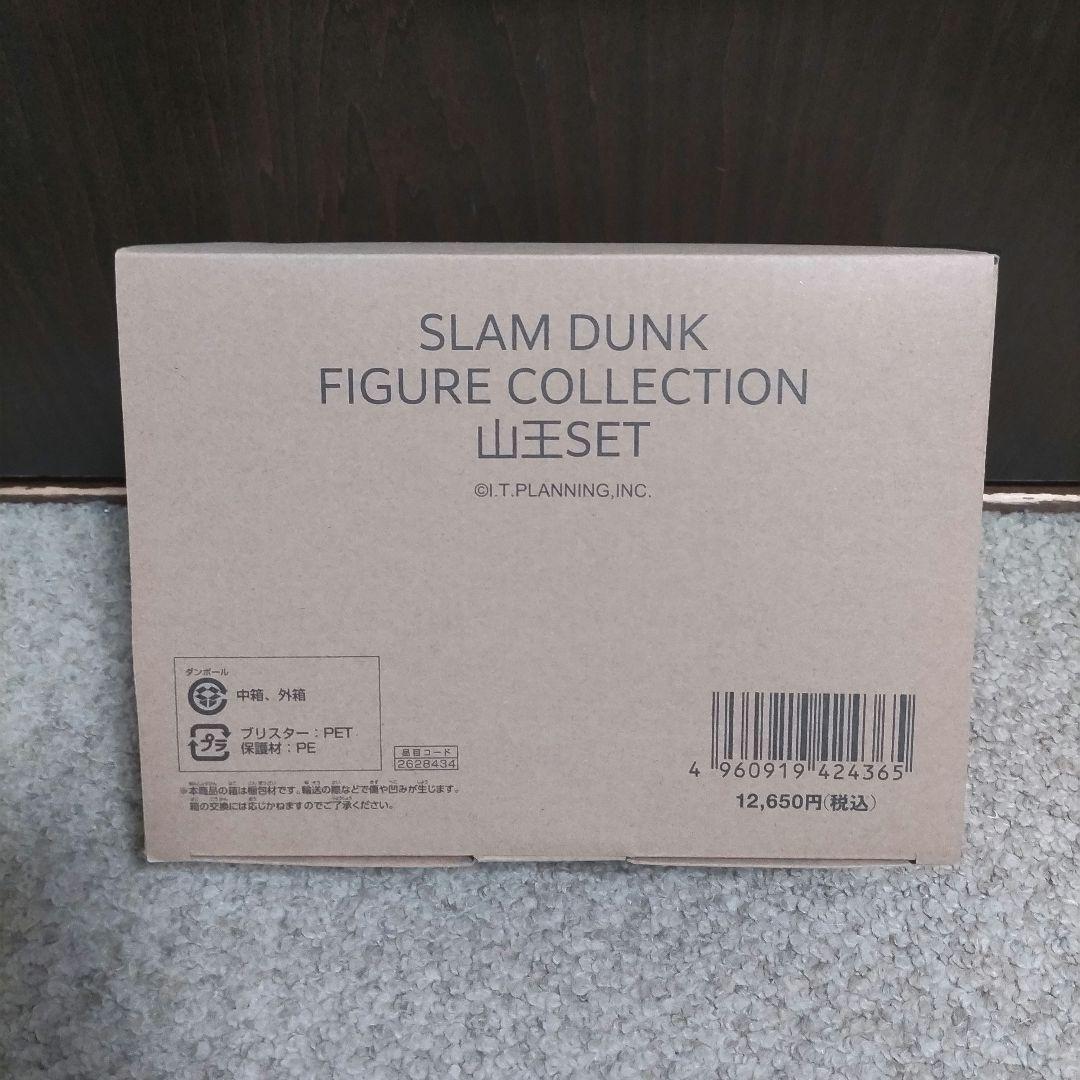 SLAM DUNK
FIGURE COLLECTION
山王SET
©I.T.PLANNING,INC.
ダンボール
中箱、外箱
プラ
ブリスター：PET
保護材：PE
品目コード
2628434
※本商品の箱は梱包材です。輸送の際などで傷や凹みが生じます。
箱の交換には応じかねますのでご了承ください。
4 960919 424365
12,650円(税込)